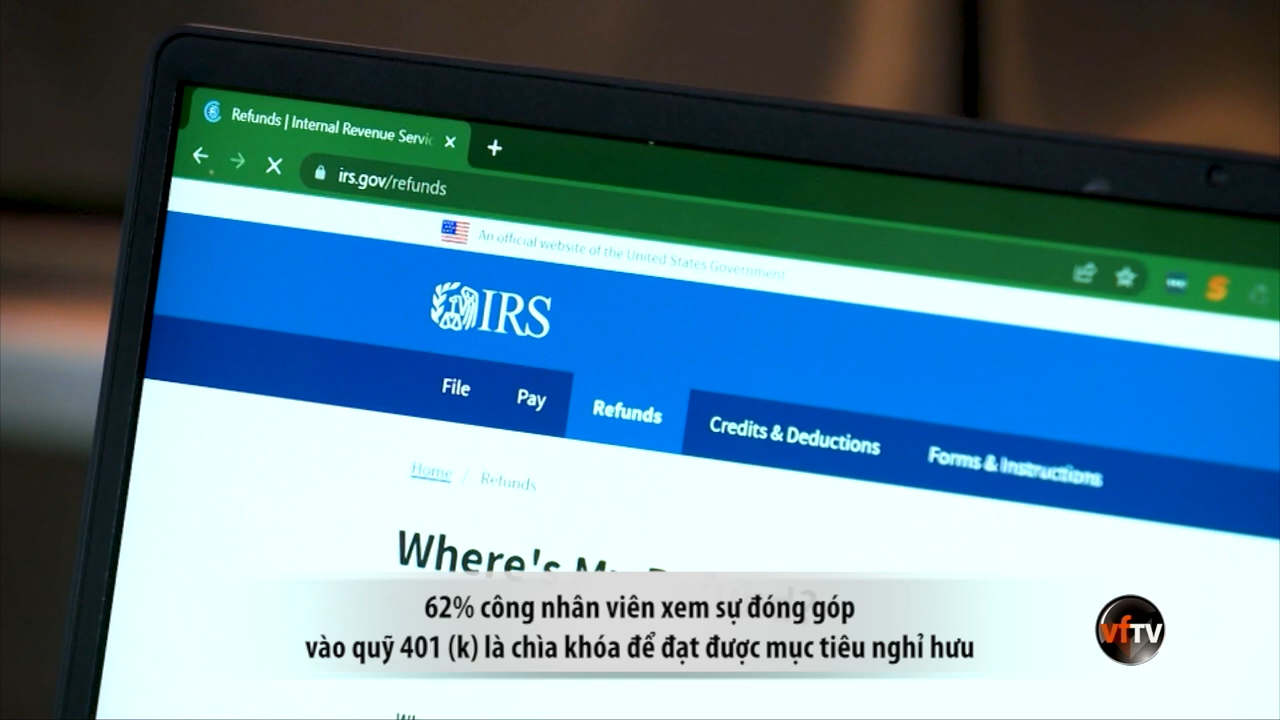 Refunds | Internal Revenue Servic
irs.gov/refunds
An official website of the United States Government
IRS
File Pay Refunds Credits & Deductions Forms & Instructions
Home / Refunds
Where's My
62% công nhân viên xem sự đóng góp
vào quỹ 401 (k) là chìa khóa để đạt được mục tiêu nghỉ hưu
vfTV